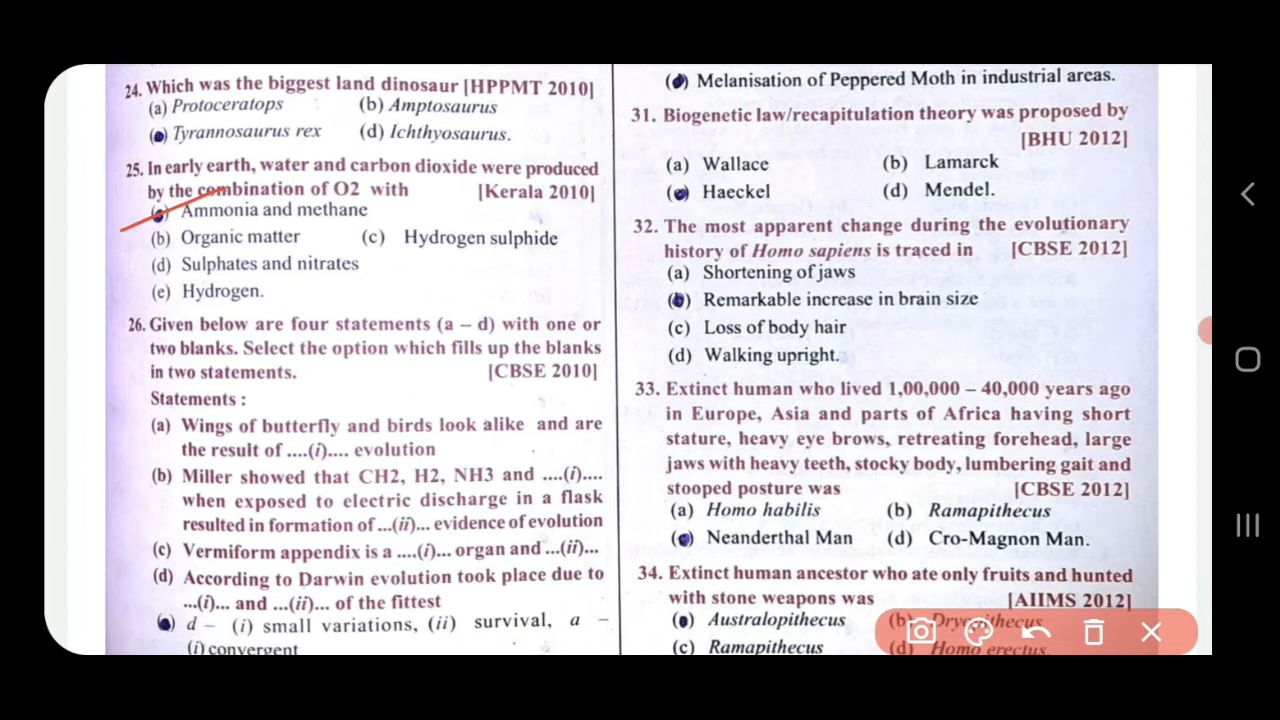 24. Which was the biggest land dinosaur [HPPMT 2010]
(a) Protoceratops (b) Amptosaurus
(c) Tyrannosaurus rex (d) Ichthyosaurus.
25. In early earth, water and carbon dioxide were produced
by the combination of O2 with [Kerala 2010]
(a) Ammonia and methane
(b) Organic matter (c) Hydrogen sulphide
(d) Sulphates and nitrates
(e) Hydrogen.
26. Given below are four statements (a – d) with one or
two blanks. Select the option which fills up the blanks
in two statements. [CBSE 2010]
Statements :
(a) Wings of butterfly and birds look alike and are
the result of ....(i).... evolution
(b) Miller showed that CH2, H2, NH3 and ....(i)....
when exposed to electric discharge in a flask
resulted in formation of ...(ii)... evidence of evolution
(c) Vermiform appendix is a ....(i)... organ and ...(ii)...
(d) According to Darwin evolution took place due to
...(i)... and ...(ii)... of the fittest
(a) d – (i) small variations, (ii) survival, a –
(i) convergent
(d) Melanisation of Peppered Moth in industrial areas.
31. Biogenetic law/recapitulation theory was proposed by
[BHU 2012]
(a) Wallace (b) Lamarck
(c) Haeckel (d) Mendel.
32. The most apparent change during the evolutionary
history of Homo sapiens is traced in [CBSE 2012]
(a) Shortening of jaws
(b) Remarkable increase in brain size
(c) Loss of body hair
(d) Walking upright.
33. Extinct human who lived 1,00,000 – 40,000 years ago
in Europe, Asia and parts of Africa having short
stature, heavy eye brows, retreating forehead, large
jaws with heavy teeth, stocky body, lumbering gait and
stooped posture was [CBSE 2012]
(a) Homo habilis (b) Ramapithecus
(c) Neanderthal Man (d) Cro-Magnon Man.
34. Extinct human ancestor who ate only fruits and hunted
with stone weapons was [AIIMS 2012]
(a) Australopithecus (b) Dryopithecus
(c) Ramapithecus (d) Homo erectus.